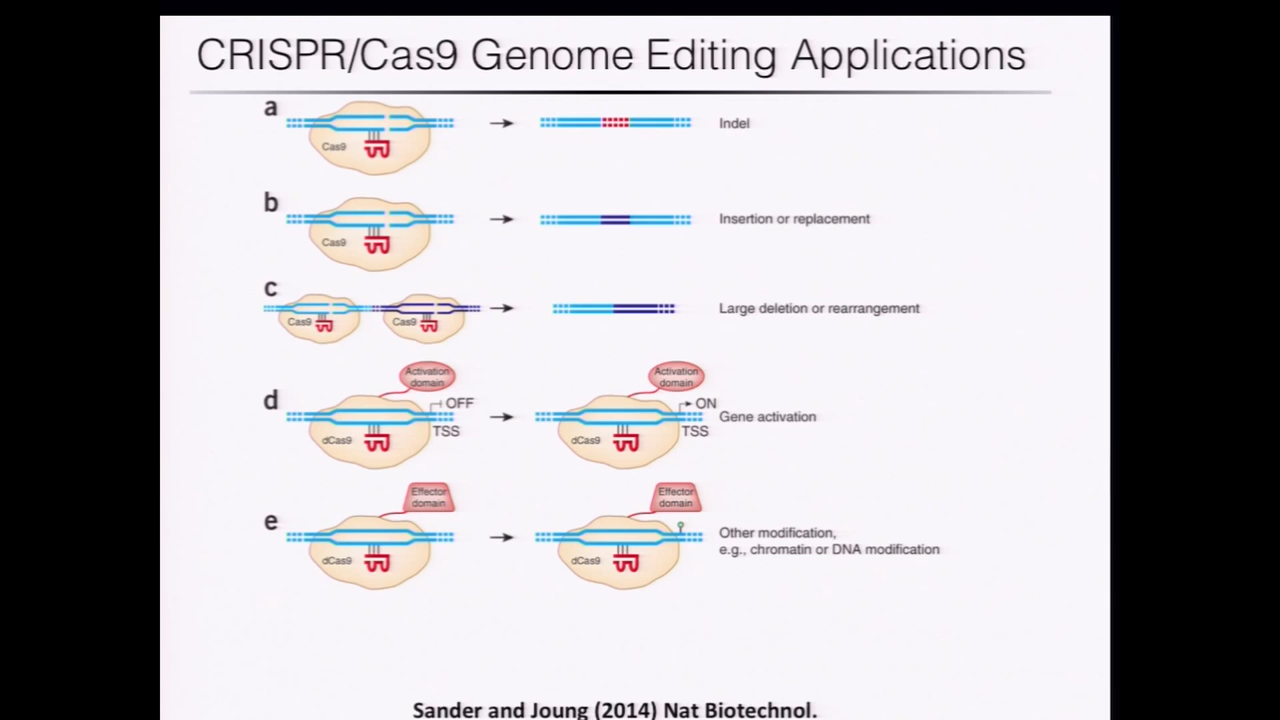 CRISPR/Cas9 Genome Editing Applications
a
Cas9
Indel
b
Cas9
Insertion or replacement
c
Cas9
Cas9
Large deletion or rearrangement
d
Activation
domain
OFF
TSS
dCas9
Activation
domain
ON
TSS
dCas9
Gene activation
e
Effector
domain
dCas9
Effector
domain
dCas9
Other modification,
e.g., chromatin or DNA modification
Sander and Joung (2014) Nat Biotechnol.